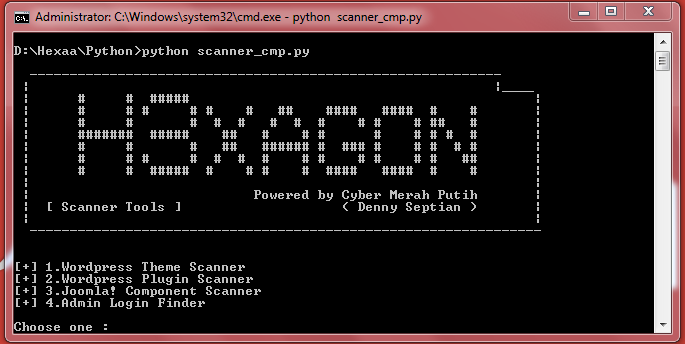 Administrator: C:\Windows\system32\cmd.exe - python  scanner_cmp.py
D:\Hexaa\Python>python scanner_cmp.py
H3XAGON
Powered by Cyber Merah Putih
[ Scanner Tools ] ( Denny Septian )
[+] 1.Wordpress Theme Scanner
[+] 2.Wordpress Plugin Scanner
[+] 3.Joomla! Component Scanner
[+] 4.Admin Login Finder
Choose one :